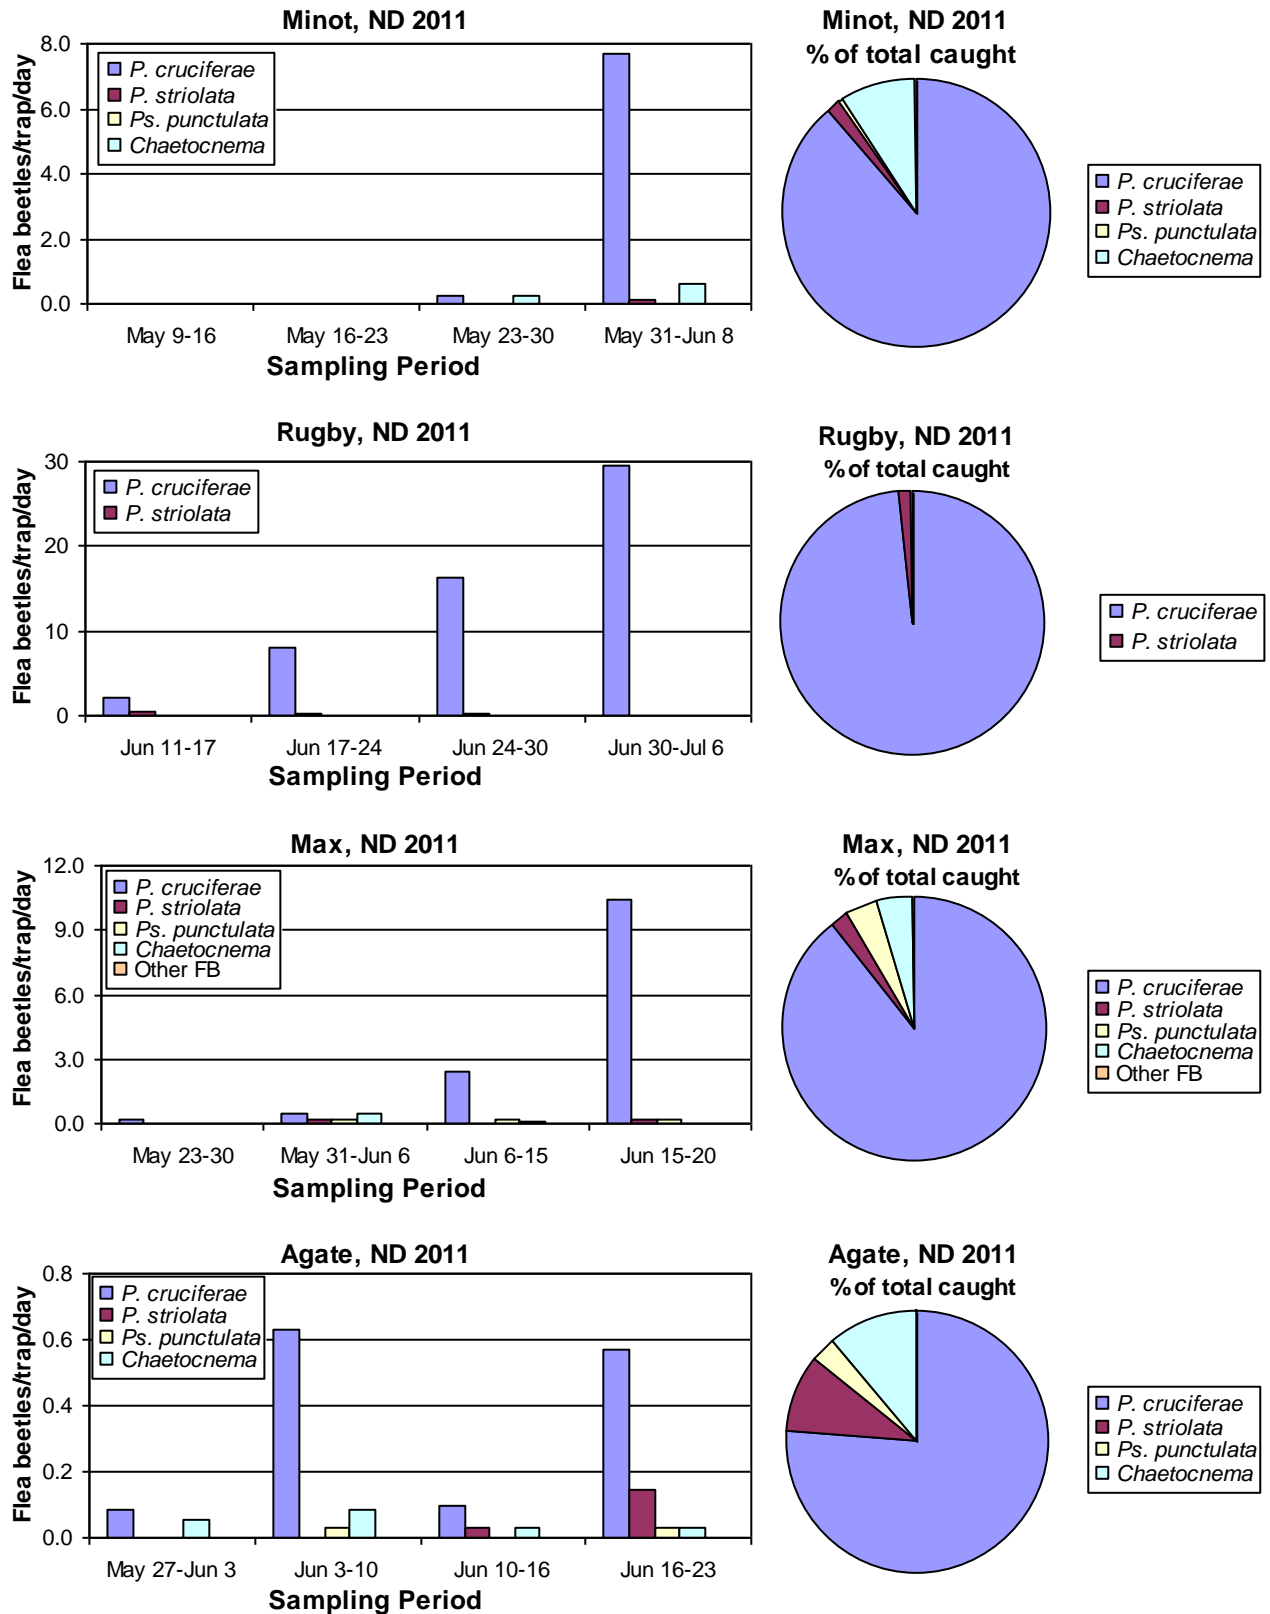 Minot, ND 2011
8.0
6.0
4.0
2.0
0.0
Flea beetles/trap/day
P. cruciferae
P. striolata
Ps. punctulata
Chaetocnema
May 9-16
May 16-23
May 23-30
May 31-Jun 8
Sampling Period
Minot, ND 2011
% of total caught
P. cruciferae
P. striolata
Ps. punctulata
Chaetocnema
Rugby, ND 2011
30
20
10
0
Flea beetles/trap/day
P. cruciferae
P. striolata
Jun 11-17
Jun 17-24
Jun 24-30
Jun 30-Jul 6
Sampling Period
Rugby, ND 2011
% of total caught
P. cruciferae
P. striolata
Max, ND 2011
12.0
9.0
6.0
3.0
0.0
Flea beetles/trap/day
P. cruciferae
P. striolata
Ps. punctulata
Chaetocnema
Other FB
May 23-30
May 31-Jun 6
Jun 6-15
Jun 15-20
Sampling Period
Max, ND 2011
% of total caught
P. cruciferae
P. striolata
Ps. punctulata
Chaetocnema
Other FB
Agate, ND 2011
0.8
0.6
0.4
0.2
0.0
Flea beetles/trap/day
P. cruciferae
P. striolata
Ps. punctulata
Chaetocnema
May 27-Jun 3
Jun 3-10
Jun 10-16
Jun 16-23
Sampling Period
Agate, ND 2011
% of total caught
P. cruciferae
P. striolata
Ps. punctulata
Chaetocnema